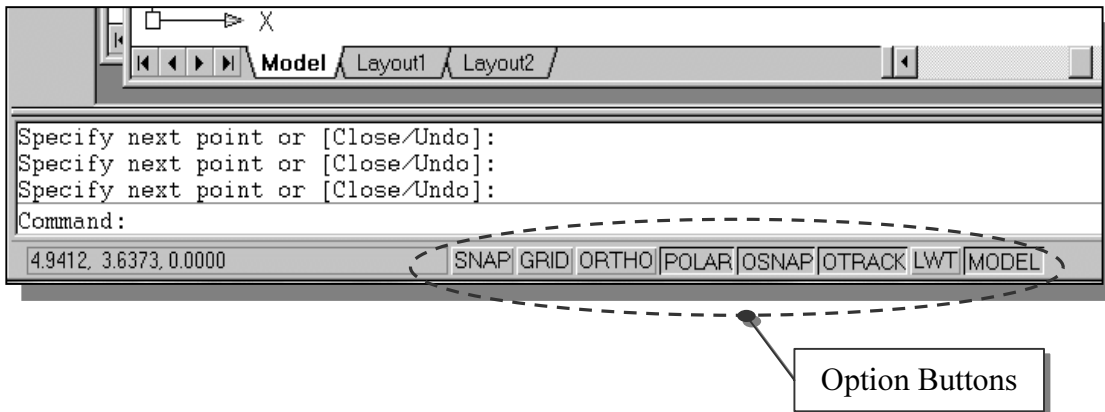 X
Model Layout1 Layout2
Specify next point or [Close/Undo]:
Specify next point or [Close/Undo]:
Specify next point or [Close/Undo]:
Command:
4.9412, 3.6373, 0.0000 SNAP GRID ORTHO POLAR OSNAP OTRACK LWT MODEL
Option Buttons